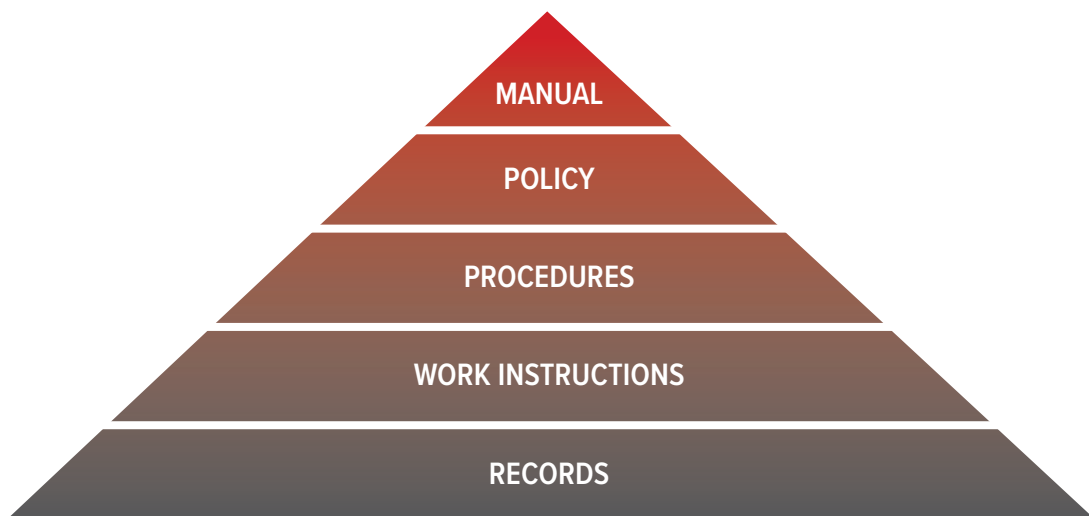 MANUAL
POLICY
PROCEDURES
WORK INSTRUCTIONS
RECORDS